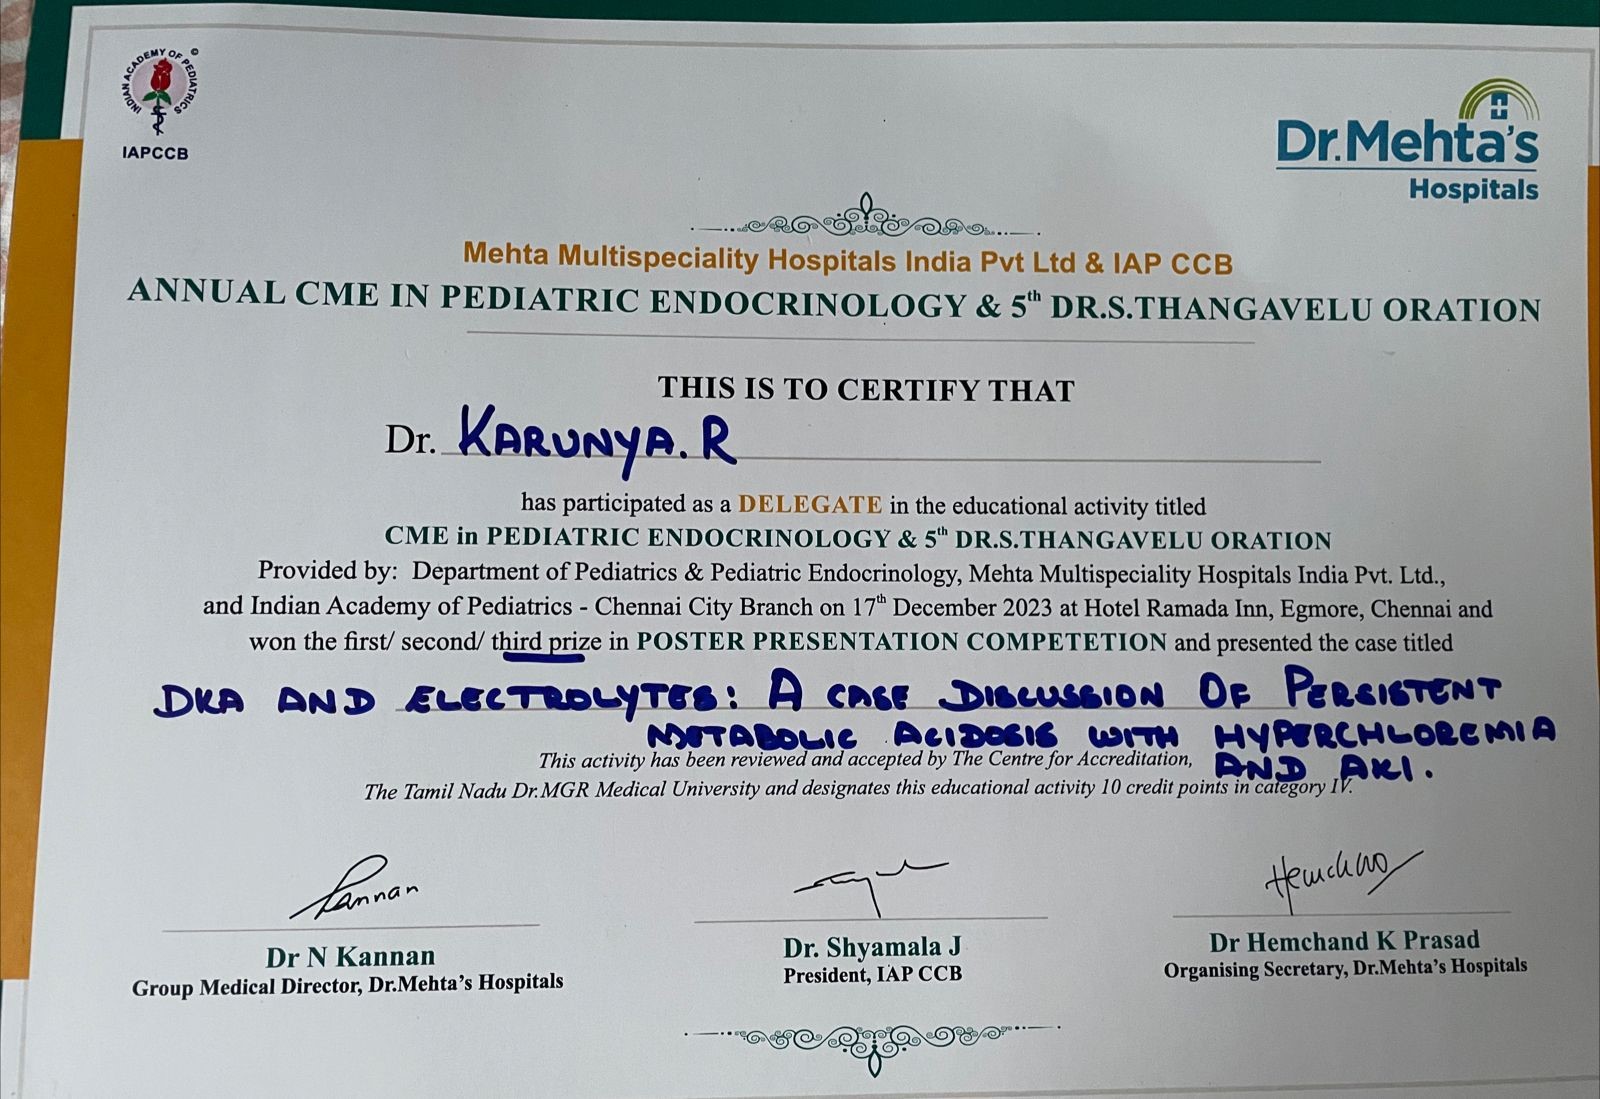 INDIAN ACADEMY OF PEDIATRICS ©
IAPCCB
Dr.Mehta's
Hospitals
Mehta Multispeciality Hospitals India Pvt Ltd & IAP CCB
ANNUAL CME IN PEDIATRIC ENDOCRINOLOGY & 5th DR.S.THANGAVELU ORATION
THIS IS TO CERTIFY THAT
Dr. KARUNYA.R
has participated as a DELEGATE in the educational activity titled
CME in PEDIATRIC ENDOCRINOLOGY & 5th DR.S.THANGAVELU ORATION
Provided by: Department of Pediatrics & Pediatric Endocrinology, Mehta Multispeciality Hospitals India Pvt. Ltd.,
and Indian Academy of Pediatrics - Chennai City Branch on 17th December 2023 at Hotel Ramada Inn, Egmore, Chennai and
won the first/ second/ third prize in POSTER PRESENTATION COMPETETION and presented the case titled
DKA AND ELECTROLYTES: A CASE DISCUSSION OF PERSISTENT
METABOLIC ACIDOSIS WITH HYPERCHLOREMIA
AND AKI.
This activity has been reviewed and accepted by The Centre for Accreditation,
The Tamil Nadu Dr.MGR Medical University and designates this educational activity 10 credit points in category IV.
Kannan
Dr N Kannan
Group Medical Director, Dr.Mehta's Hospitals
Dr. Shyamala J
President, IAP CCB
Hemchand
Dr Hemchand K Prasad
Organising Secretary, Dr.Mehta's Hospitals